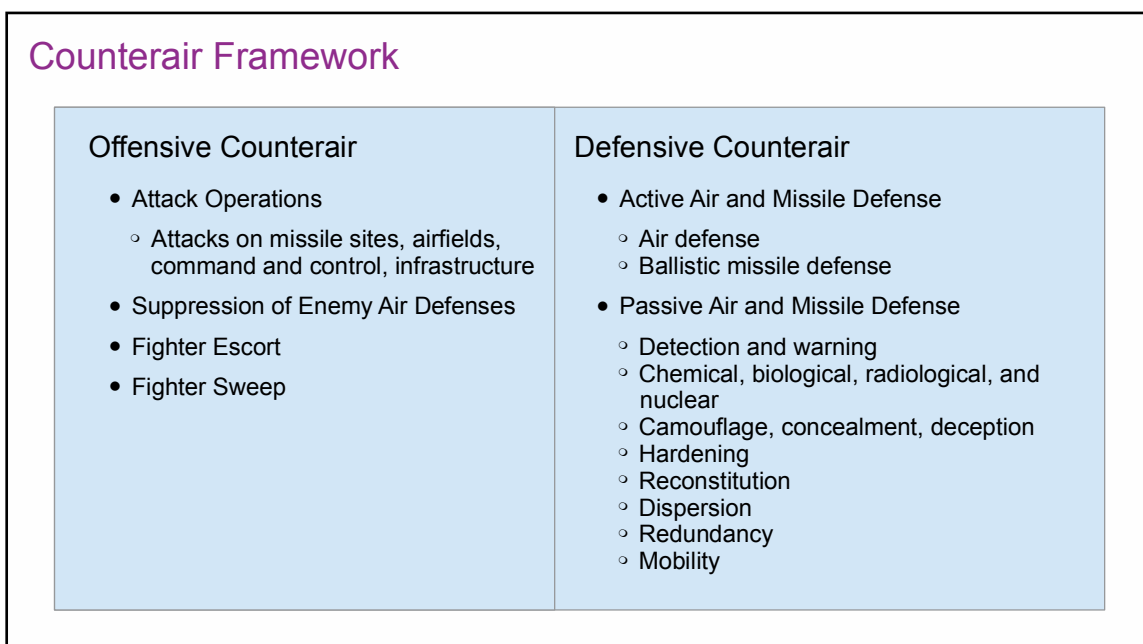 Counterair Framework
Offensive Counterair
• Attack Operations
◦ Attacks on missile sites, airfields,
command and control, infrastructure
• Suppression of Enemy Air Defenses
• Fighter Escort
• Fighter Sweep
Defensive Counterair
• Active Air and Missile Defense
◦ Air defense
◦ Ballistic missile defense
• Passive Air and Missile Defense
◦ Detection and warning
◦ Chemical, biological, radiological, and
nuclear
◦ Camouflage, concealment, deception
◦ Hardening
◦ Reconstitution
◦ Dispersion
◦ Redundancy
◦ Mobility